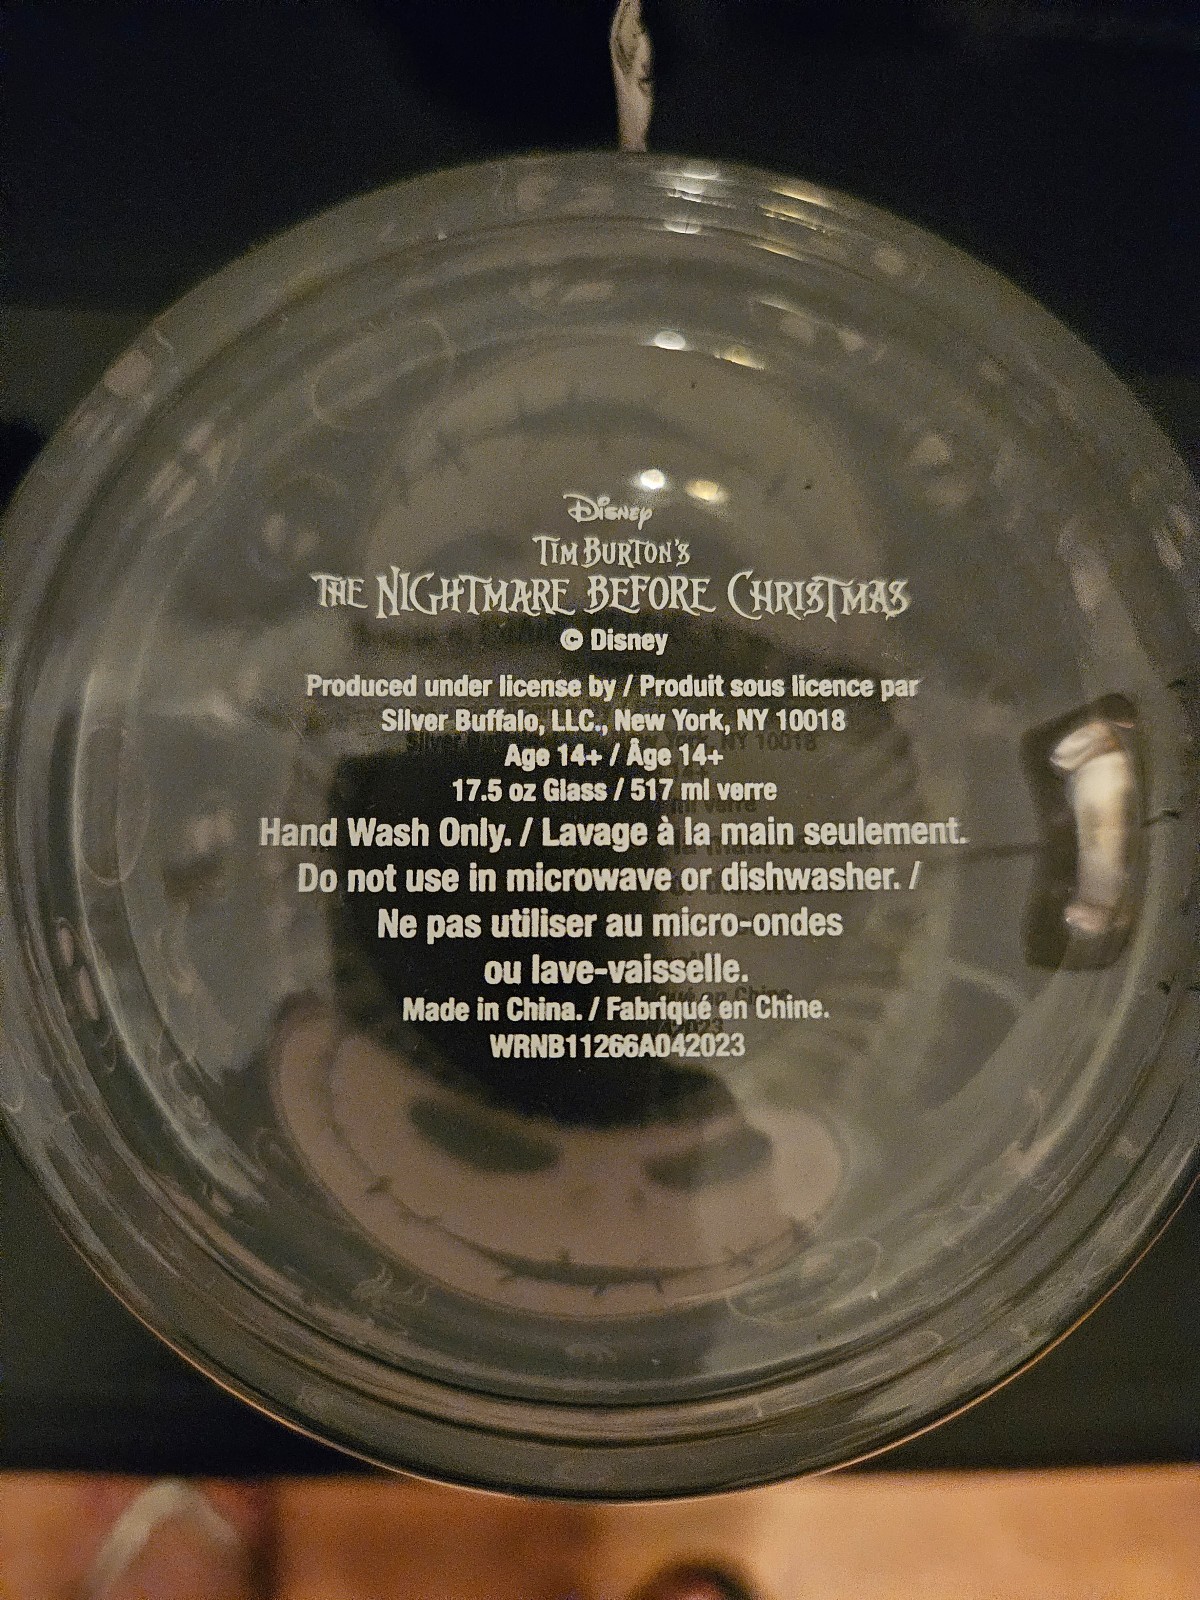 Disney
TIM BURTON'S
THE NIGHTMARE BEFORE CHRISTMAS
© Disney
Produced under license by / Produit sous licence par
Silver Buffalo, LLC., New York, NY 10018
Age 14+ / Âge 14+
17.5 oz Glass / 517 ml verre
Hand Wash Only. / Lavage à la main seulement.
Do not use in microwave or dishwasher. /
Ne pas utiliser au micro-ondes
ou lave-vaisselle.
Made in China. / Fabriqué en Chine.
WRNB11266A042023